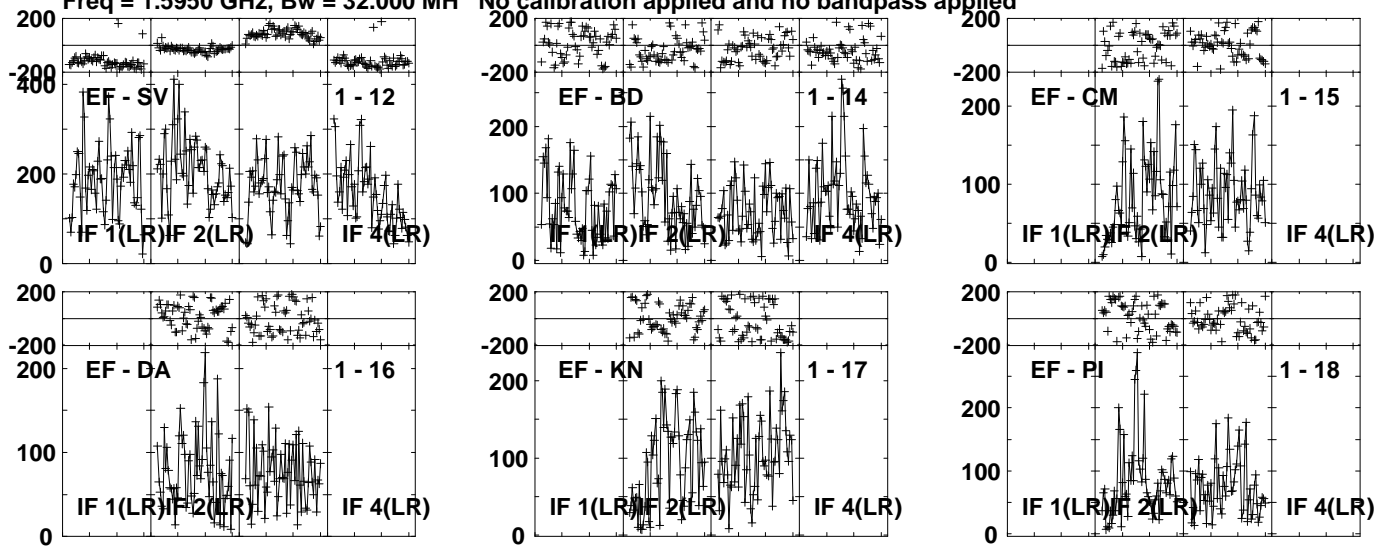 Freq = 1.5950 GHz, Bw = 32.000 MH No calibration applied and no bandpass applied
200
-200
400
200
0
EF - SV 1 - 12
IF 1(LR) IF 2(LR) IF 4(LR)
200
-200
200
100
0
EF - BD 1 - 14
IF 1(LR) IF 2(LR) IF 4(LR)
200
-200
200
100
0
EF - CM 1 - 15
IF 1(LR) IF 2(LR) IF 4(LR)
200
-200
200
100
0
EF - DA 1 - 16
IF 1(LR) IF 2(LR) IF 4(LR)
200
-200
200
100
0
EF - KN 1 - 17
IF 1(LR) IF 2(LR) IF 4(LR)
200
-200
200
100
0
EF - PI 1 - 18
IF 1(LR) IF 2(LR) IF 4(LR)